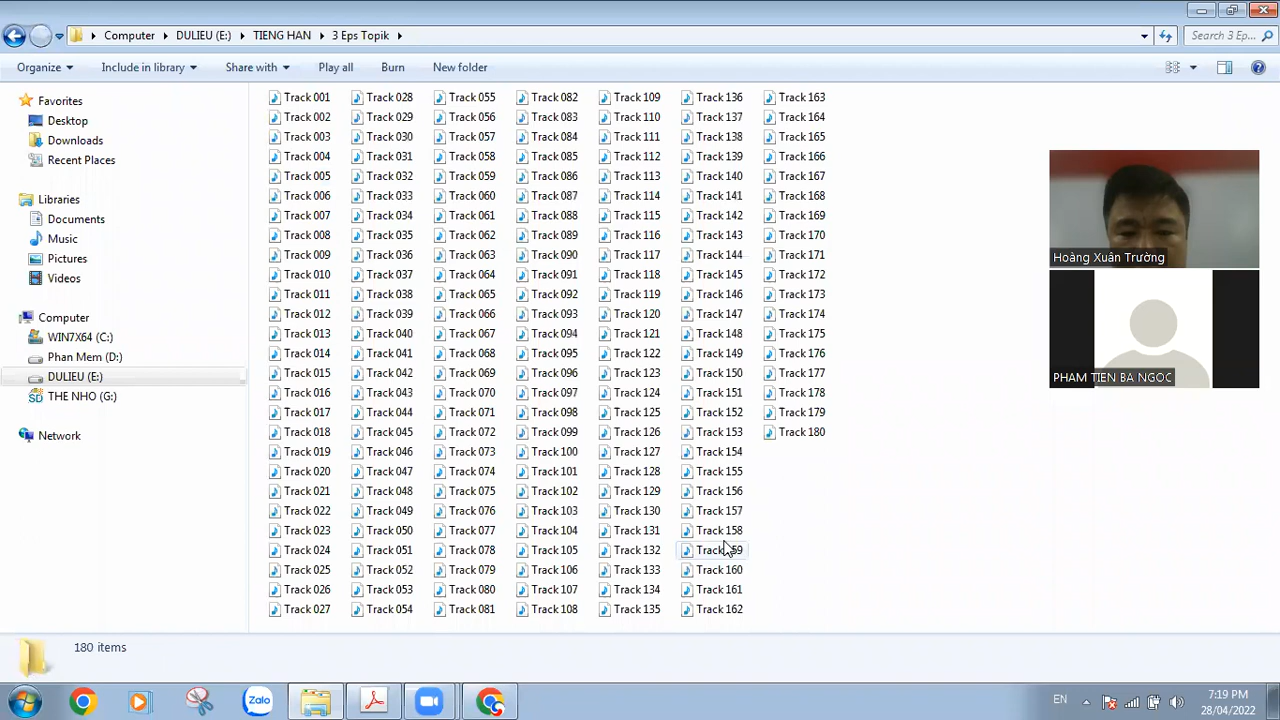 Computer ▸ DULIEU (E:) ▸ TIENG HAN ▸ 3 Eps Topik ▸
Search 3 Ep...
Organize Include in library Share with Play all Burn New folder
Favorites
Desktop
Downloads
Recent Places
Libraries
Documents
Music
Pictures
Videos
Computer
WIN7X64 (C:)
Phan Mem (D:)
DULIEU (E:)
THE NHO (G:)
Network
Track 001 Track 028 Track 055 Track 082 Track 109 Track 136 Track 163
Track 002 Track 029 Track 056 Track 083 Track 110 Track 137 Track 164
Track 003 Track 030 Track 057 Track 084 Track 111 Track 138 Track 165
Track 004 Track 031 Track 058 Track 085 Track 112 Track 139 Track 166
Track 005 Track 032 Track 059 Track 086 Track 113 Track 140 Track 167
Track 006 Track 033 Track 060 Track 087 Track 114 Track 141 Track 168
Track 007 Track 034 Track 061 Track 088 Track 115 Track 142 Track 169
Track 008 Track 035 Track 062 Track 089 Track 116 Track 143 Track 170
Track 009 Track 036 Track 063 Track 090 Track 117 Track 144 Track 171
Track 010 Track 037 Track 064 Track 091 Track 118 Track 145 Track 172
Track 011 Track 038 Track 065 Track 092 Track 119 Track 146 Track 173
Track 012 Track 039 Track 066 Track 093 Track 120 Track 147 Track 174
Track 013 Track 040 Track 067 Track 094 Track 121 Track 148 Track 175
Track 014 Track 041 Track 068 Track 095 Track 122 Track 149 Track 176
Track 015 Track 042 Track 069 Track 096 Track 123 Track 150 Track 177
Track 016 Track 043 Track 070 Track 097 Track 124 Track 151 Track 178
Track 017 Track 044 Track 071 Track 098 Track 125 Track 152 Track 179
Track 018 Track 045 Track 072 Track 099 Track 126 Track 153 Track 180
Track 019 Track 046 Track 073 Track 100 Track 127 Track 154
Track 020 Track 047 Track 074 Track 101 Track 128 Track 155
Track 021 Track 048 Track 075 Track 102 Track 129 Track 156
Track 022 Track 049 Track 076 Track 103 Track 130 Track 157
Track 023 Track 050 Track 077 Track 104 Track 131 Track 158
Track 024 Track 051 Track 078 Track 105 Track 132 Track 159
Track 025 Track 052 Track 079 Track 106 Track 133 Track 160
Track 026 Track 053 Track 080 Track 107 Track 134 Track 161
Track 027 Track 054 Track 081 Track 108 Track 135 Track 162
Hoàng Xuân Trường
PHAM TIEN BA NGOC
180 items
Zalo
EN
7:19 PM
28/04/2022